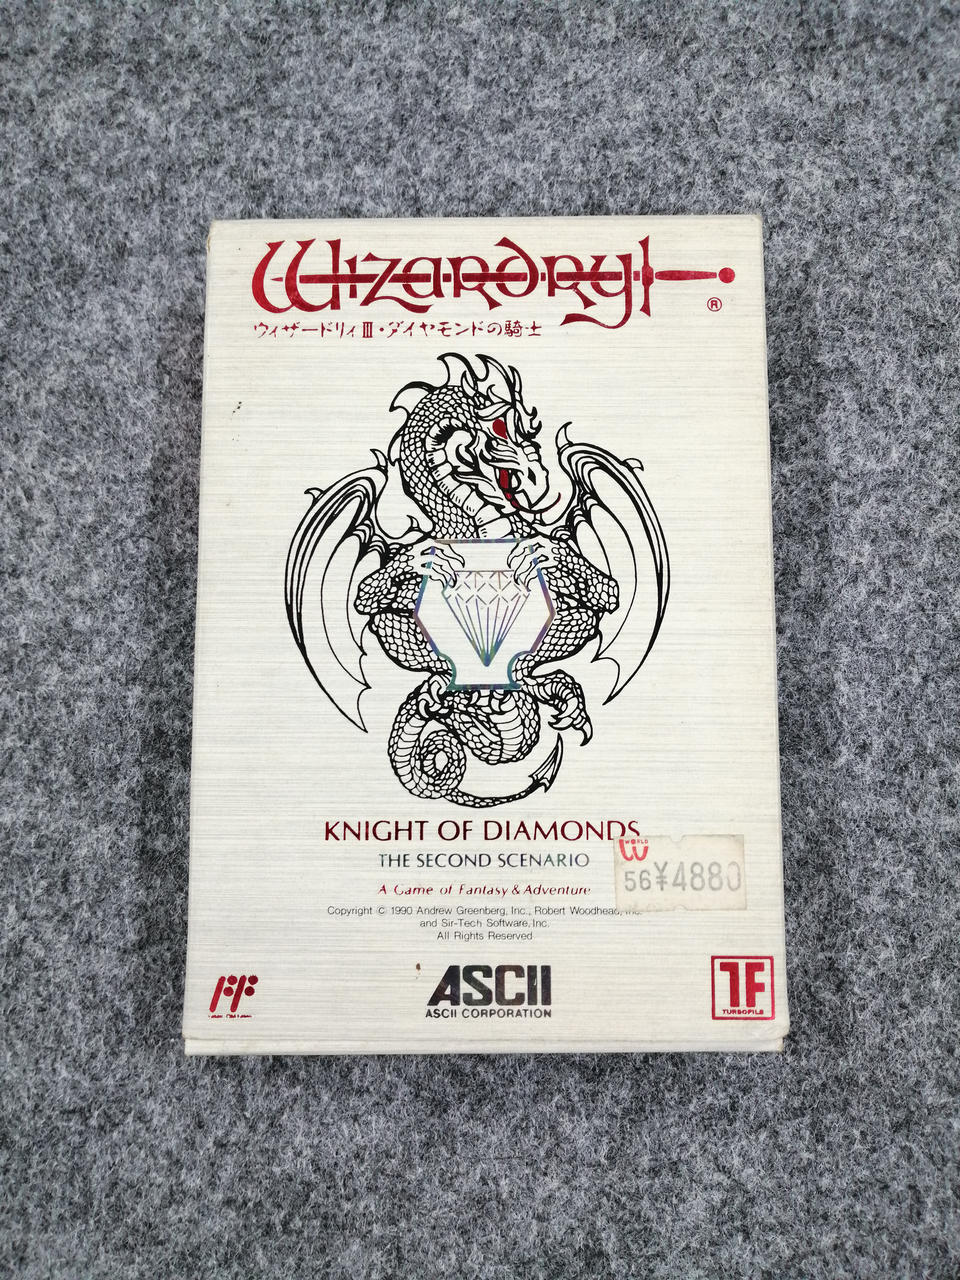 Wizardry
®
ウィザードリィⅢ・ダイヤモンドの騎士
KNIGHT OF DIAMONDS
THE SECOND SCENARIO
WORLD
56¥4880
A Game of Fantasy & Adventure
Copyright © 1990 Andrew Greenberg, Inc., Robert Woodhead, Inc.
and Sir-Tech Software, Inc.
All Rights Reserved
ASCII
ASCII CORPORATION
TF
TURBOFILE